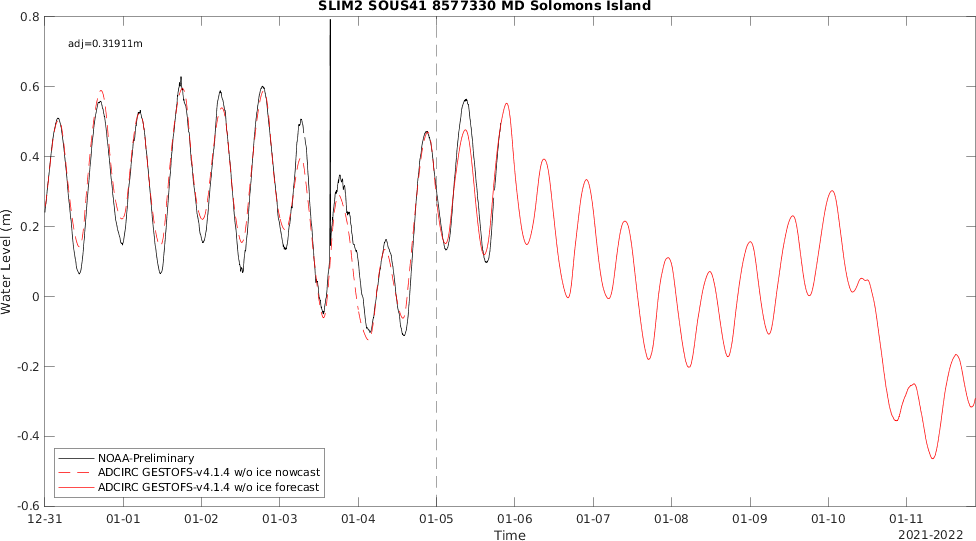 SLIM2 SOUS41 8577330 MD Solomons Island
adj=0.31911m
Water Level (m)
0.8
0.6
0.4
0.2
0
-0.2
-0.4
-0.6
NOAA-Preliminary
ADCIRC GESTOFS-v4.1.4 w/o ice nowcast
ADCIRC GESTOFS-v4.1.4 w/o ice forecast
12-31 01-01 01-02 01-03 01-04 01-05 01-06 01-07 01-08 01-09 01-10 01-11
Time
2021-2022